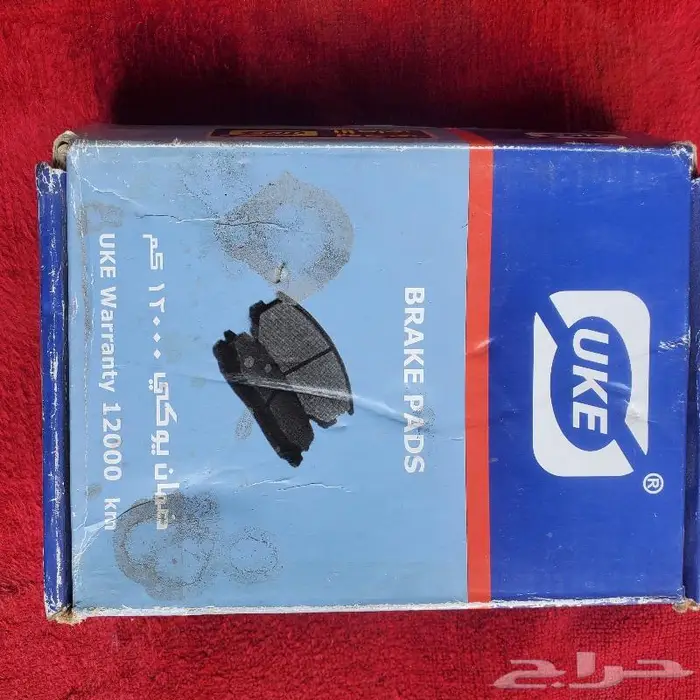 UKE
®
BRAKE PADS
ضمان يوكي ١٢٠٠٠ كم
UKE Warranty 12000 km
حراج